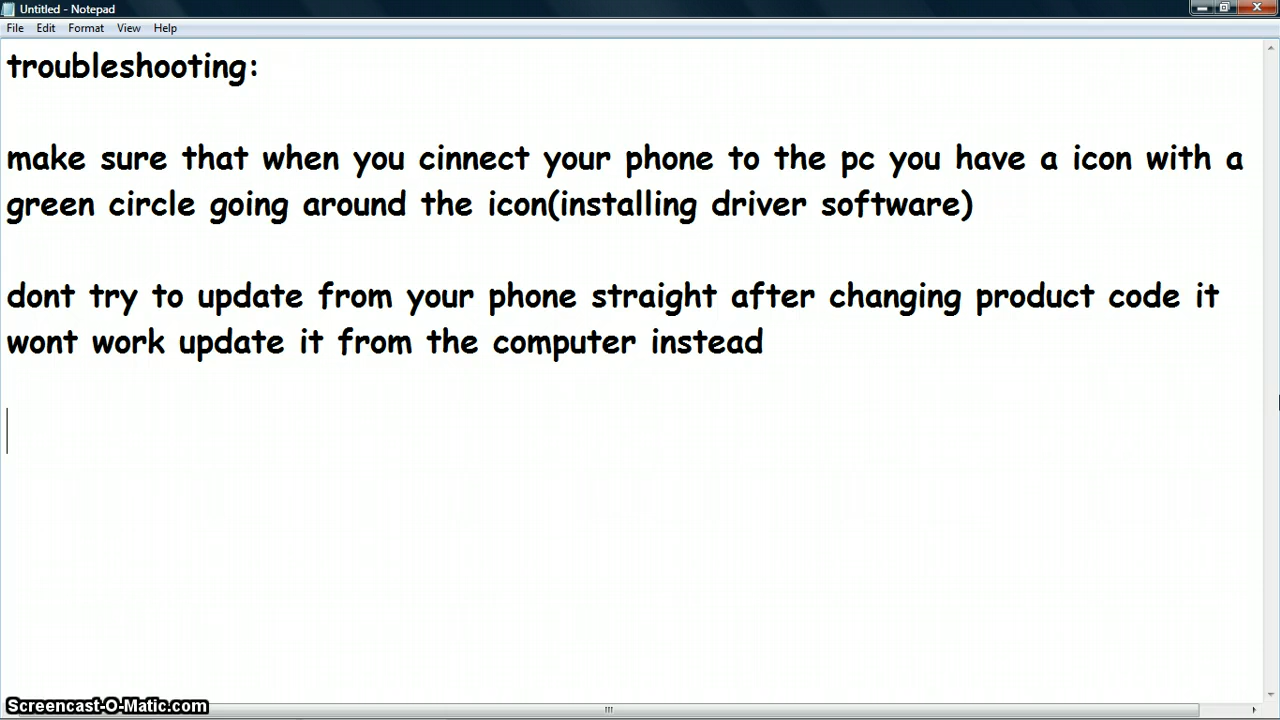 Untitled - Notepad
File Edit Format View Help
troubleshooting:
make sure that when you cinnect your phone to the pc you have a icon with a
green circle going around the icon(installing driver software)
dont try to update from your phone straight after changing product code it
wont work update it from the computer instead
Screencast-O-Matic.com